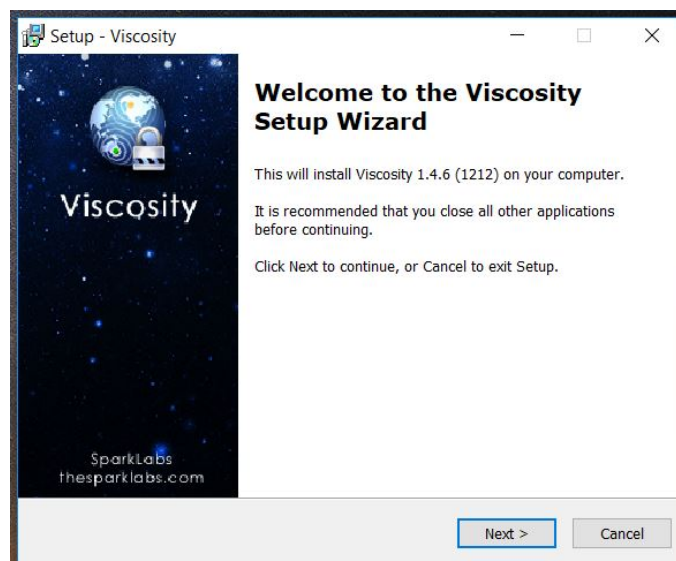 Setup - Viscosity
Welcome to the Viscosity
Setup Wizard
This will install Viscosity 1.4.6 (1212) on your computer.
It is recommended that you close all other applications
before continuing.
Click Next to continue, or Cancel to exit Setup.
Viscosity
SparkLabs
thesparklabs.com
Next >
Cancel